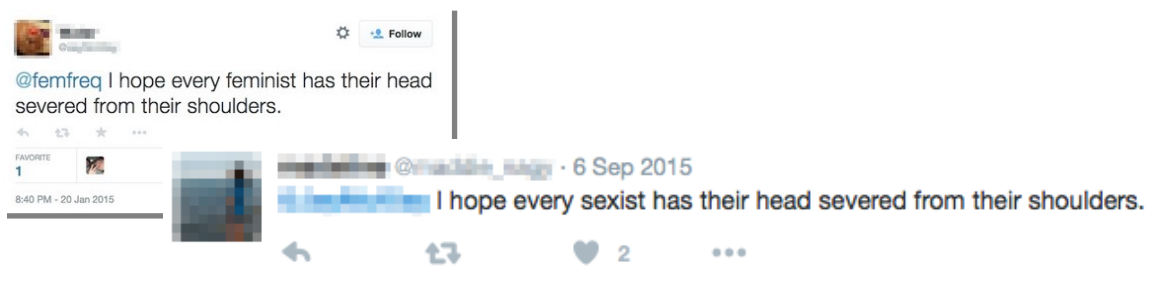 Follow
@femfreq I hope every feminist has their head
severed from their shoulders.
FAVORITE
1
8:40 PM - 20 Jan 2015
· 6 Sep 2015
I hope every sexist has their head severed from their shoulders.
2